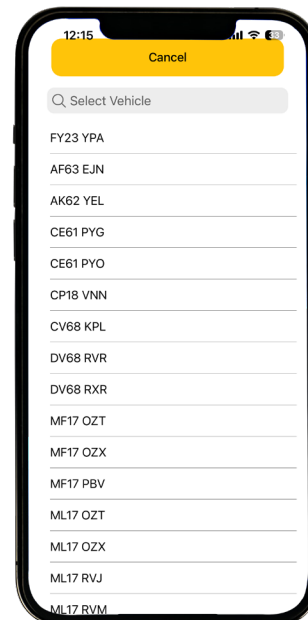 12:15
33
Cancel
Select Vehicle
FY23 YPA
AF63 EJN
AK62 YEL
CE61 PYG
CE61 PYO
CP18 VNN
CV68 KPL
DV68 RVR
DV68 RXR
MF17 OZT
MF17 OZX
MF17 PBV
ML17 OZT
ML17 OZX
ML17 RVJ
ML17 RVM